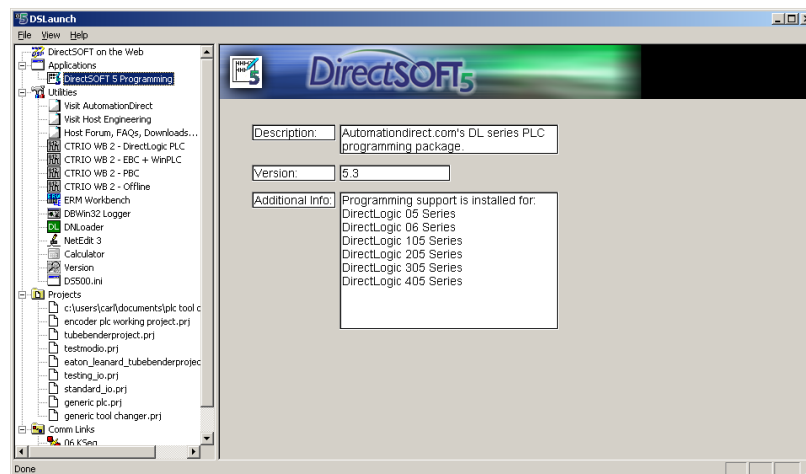 DSLaunch
File View Help
DirectSOFT on the Web
Applications
DirectSOFT 5 Programming
Utilities
Visit AutomationDirect
Visit Host Engineering
Host Forum, FAQs, Downloads...
CTRIO WB 2 - DirectLogic PLC
CTRIO WB 2 - EBC + WinPLC
CTRIO WB 2 - PBC
CTRIO WB 2 - Offline
ERM Workbench
DBWin32 Logger
DL DNLoader
NetEdit 3
Calculator
Version
DS500.ini
Projects
c:\users\carl\documents\plc tool c
encoder plc working project.prj
tubebenderproject.prj
testmodio.prj
eaton_leanard_tubebenderprojec
testing_io.prj
standard_io.prj
generic plc.prj
generic tool changer.prj
Comm Links
06 KSeq
Done
DirectSOFT5
Description: Automationdirect.com's DL series PLC
programming package.
Version: 5.3
Additional Info: Programming support is installed for:
DirectLogic 05 Series
DirectLogic 06 Series
DirectLogic 105 Series
DirectLogic 205 Series
DirectLogic 305 Series
DirectLogic 405 Series